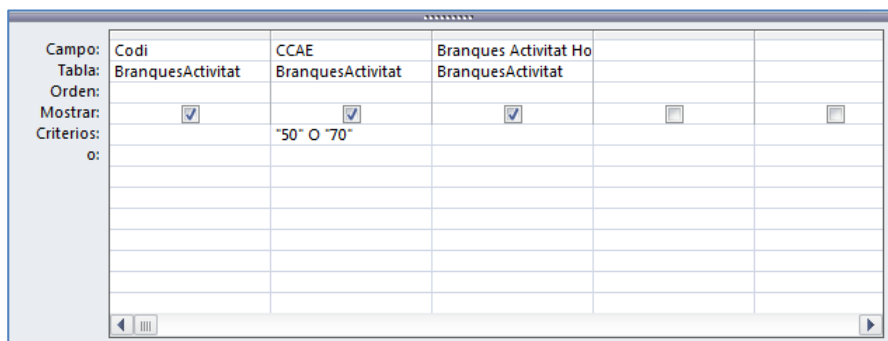 Campo: Codi CCAE Branques Activitat Ho
Tabla: BranquesActivitat BranquesActivitat BranquesActivitat
Orden:
Mostrar:
Criterios: "50" O "70"
o: